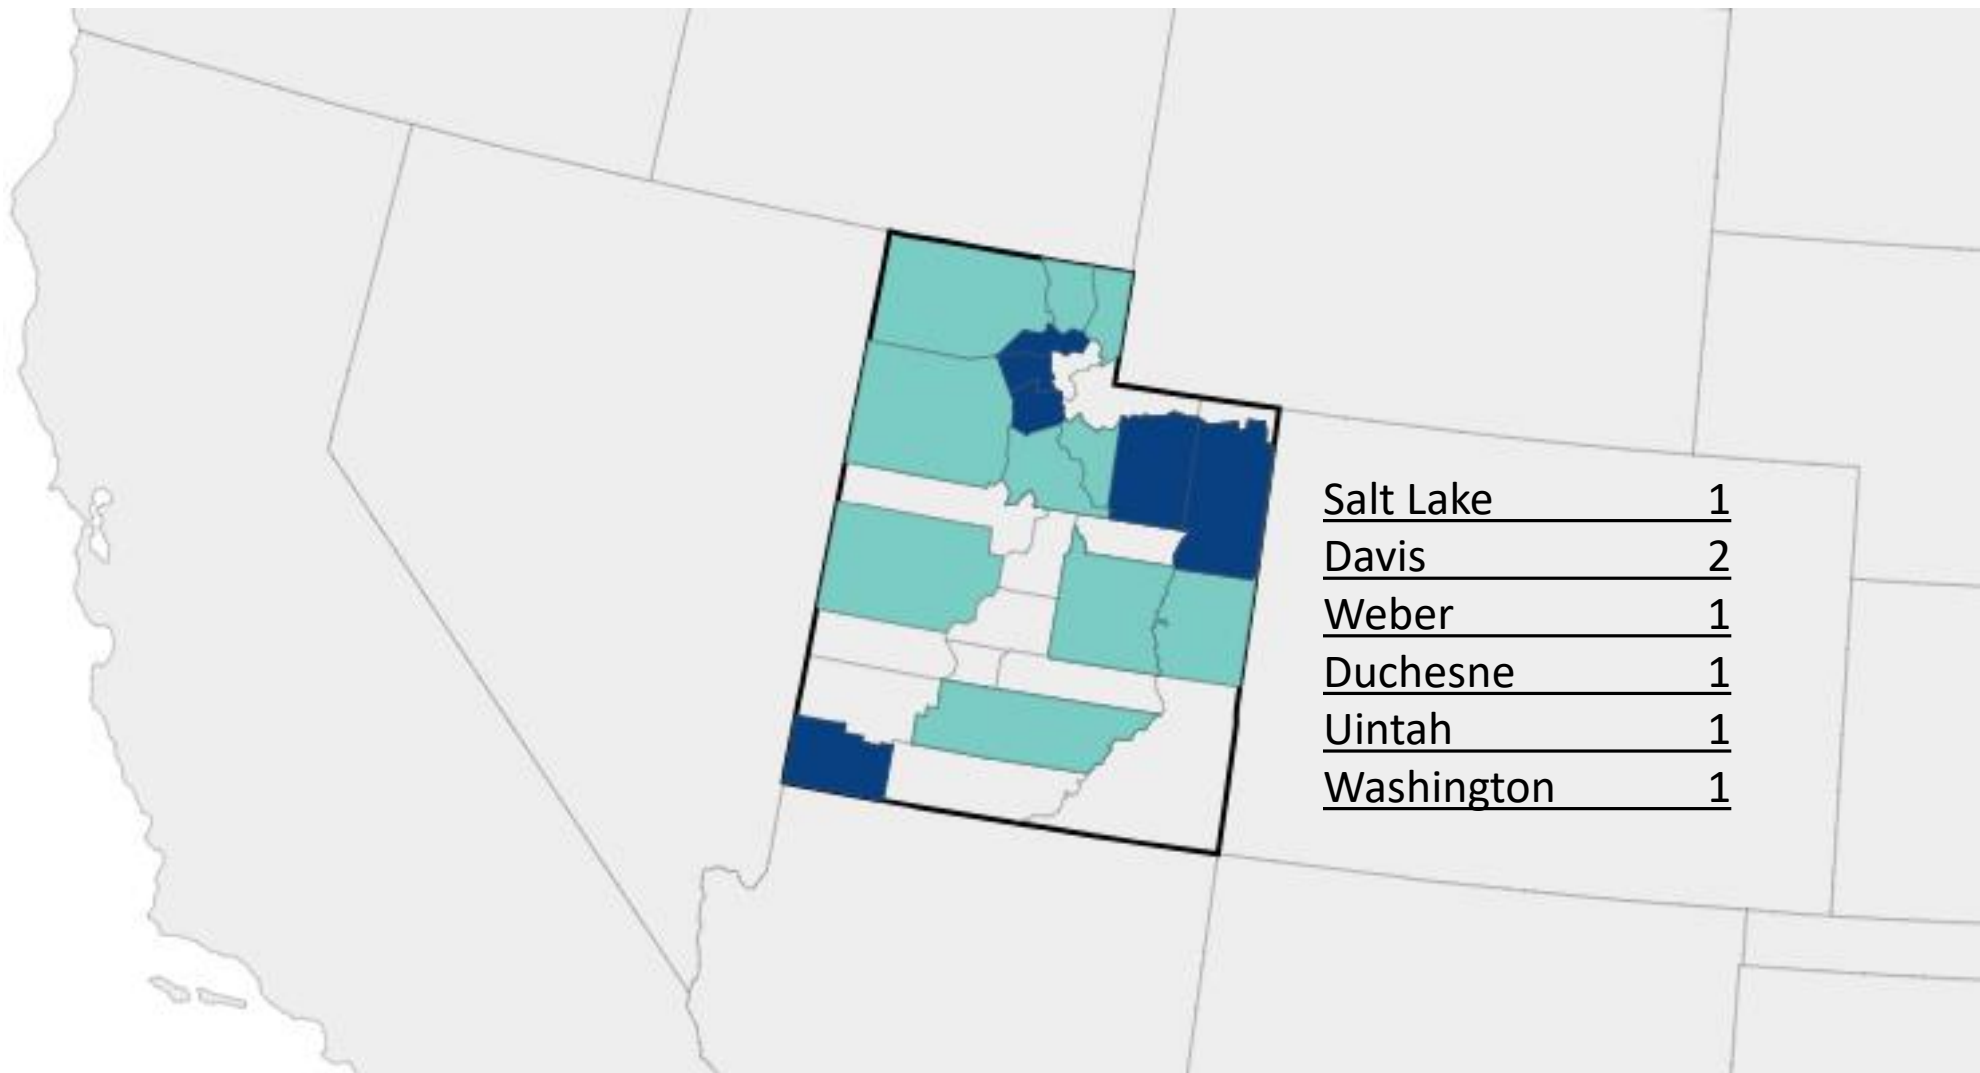 Salt Lake 1
Davis 2
Weber 1
Duchesne 1
Uintah 1
Washington 1